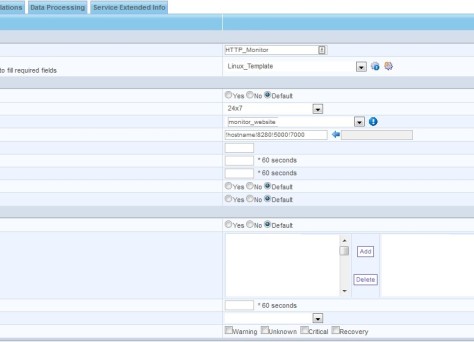 lations Data Processing Service Extended Info
HTTP_Monitor
to fill required fields Linux_Template
Yes No Default
24x7
monitor_website
!hostname!8280!5000!7000
* 60 seconds
* 60 seconds
Yes No Default
Yes No Default
Yes No Default
Add
Delete
* 60 seconds
Warning Unknown Critical Recovery